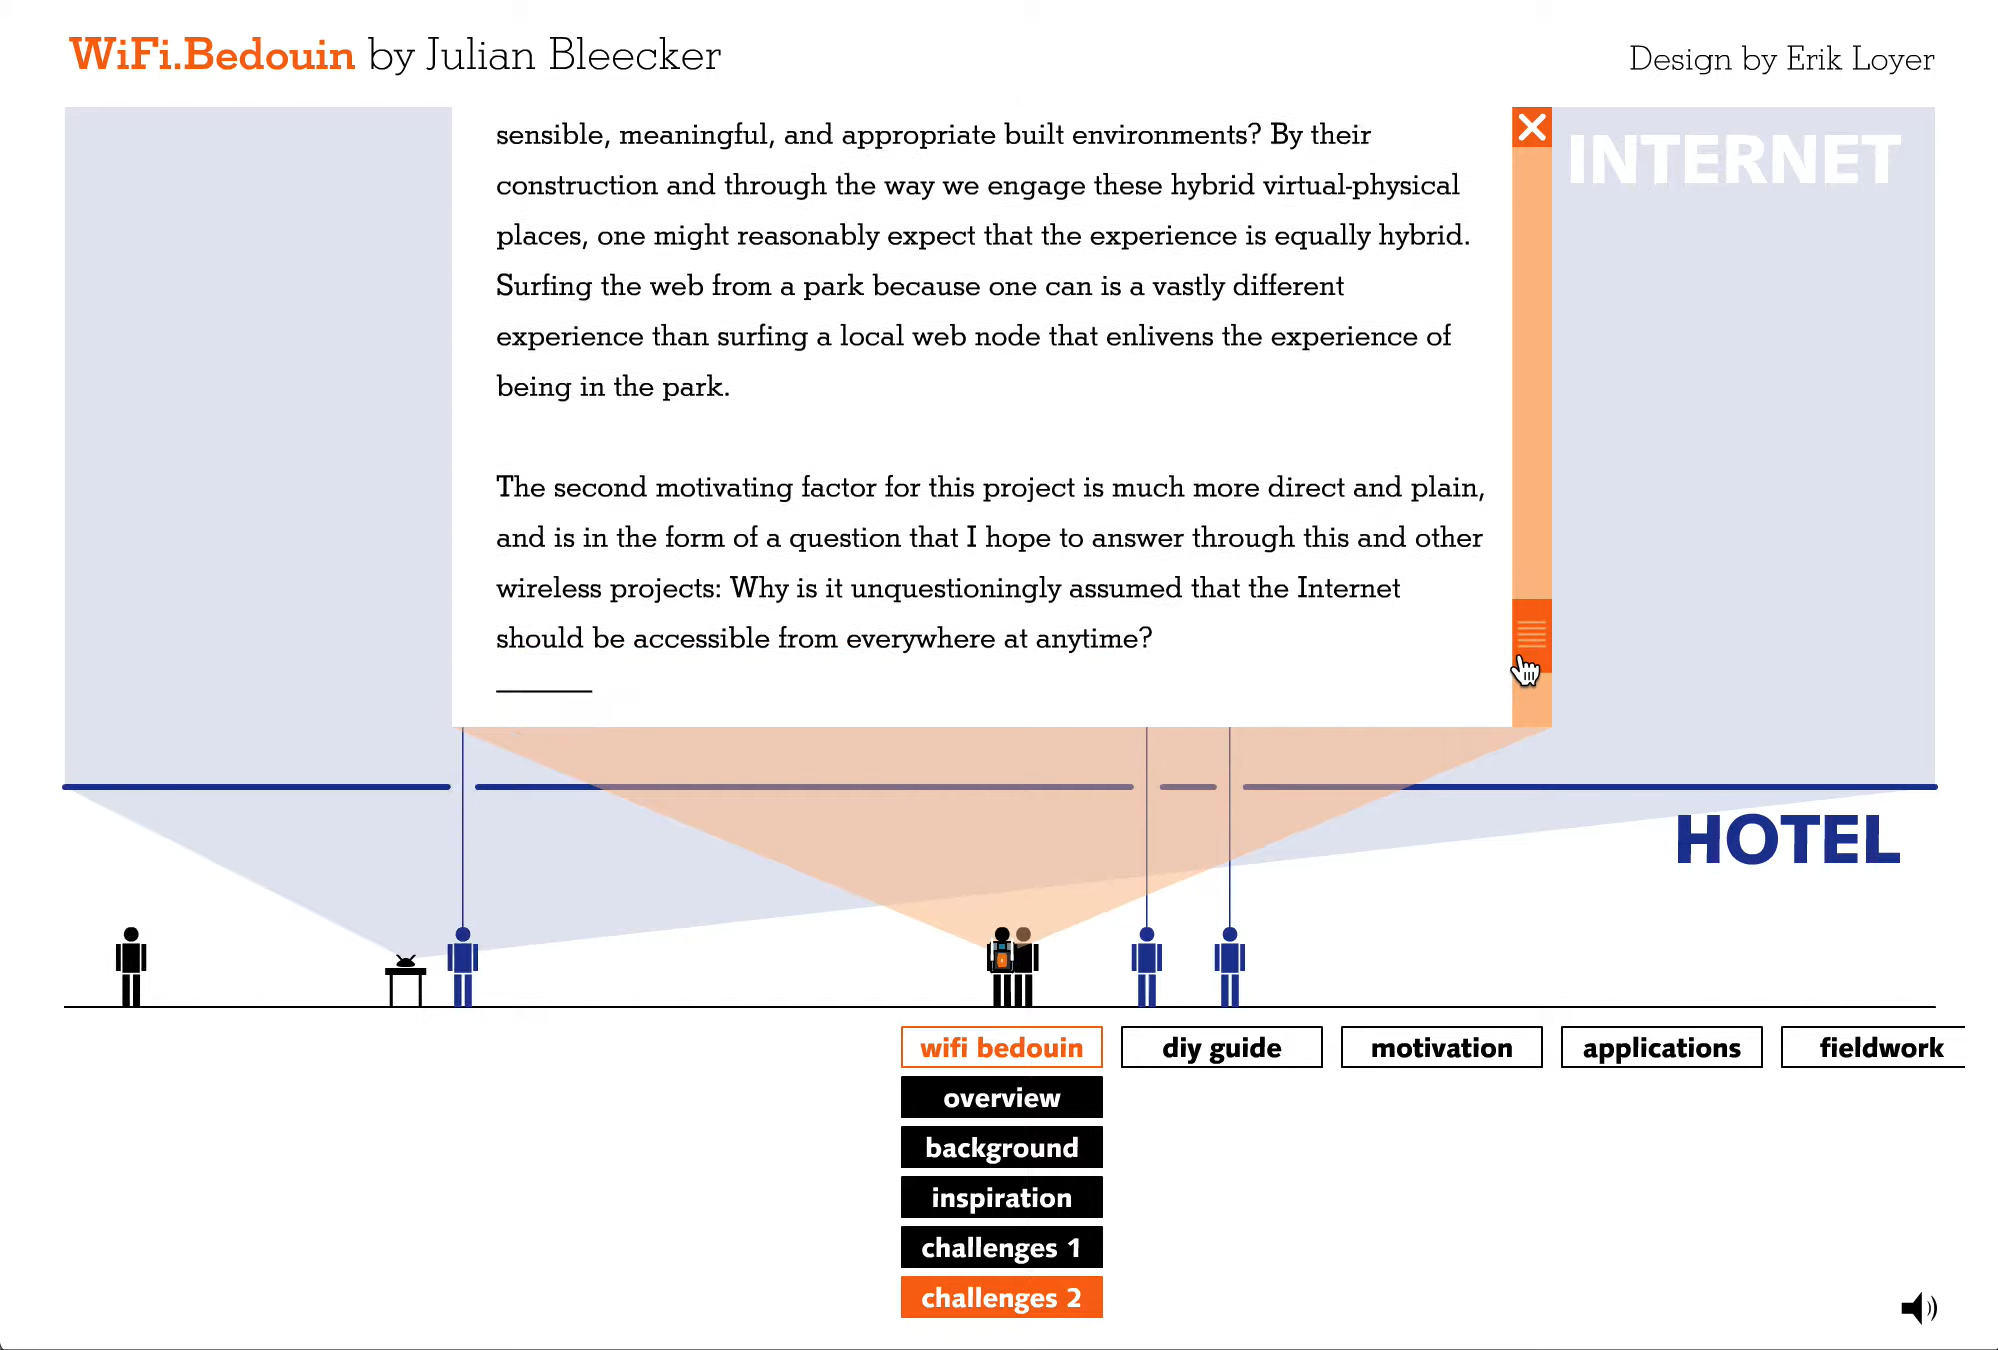 WiFi.Bedouin by Julian Bleecker
Design by Erik Loyer
INTERNET
sensible, meaningful, and appropriate built environments? By their
construction and through the way we engage these hybrid virtual-physical
places, one might reasonably expect that the experience is equally hybrid.
Surfing the web from a park because one can is a vastly different
experience than surfing a local web node that enlivens the experience of
being in the park.
The second motivating factor for this project is much more direct and plain,
and is in the form of a question that I hope to answer through this and other
wireless projects: Why is it unquestioningly assumed that the Internet
should be accessible from everywhere at anytime?
HOTEL
wifi bedouin
diy guide
motivation
applications
fieldwork
overview
background
inspiration
challenges 1
challenges 2